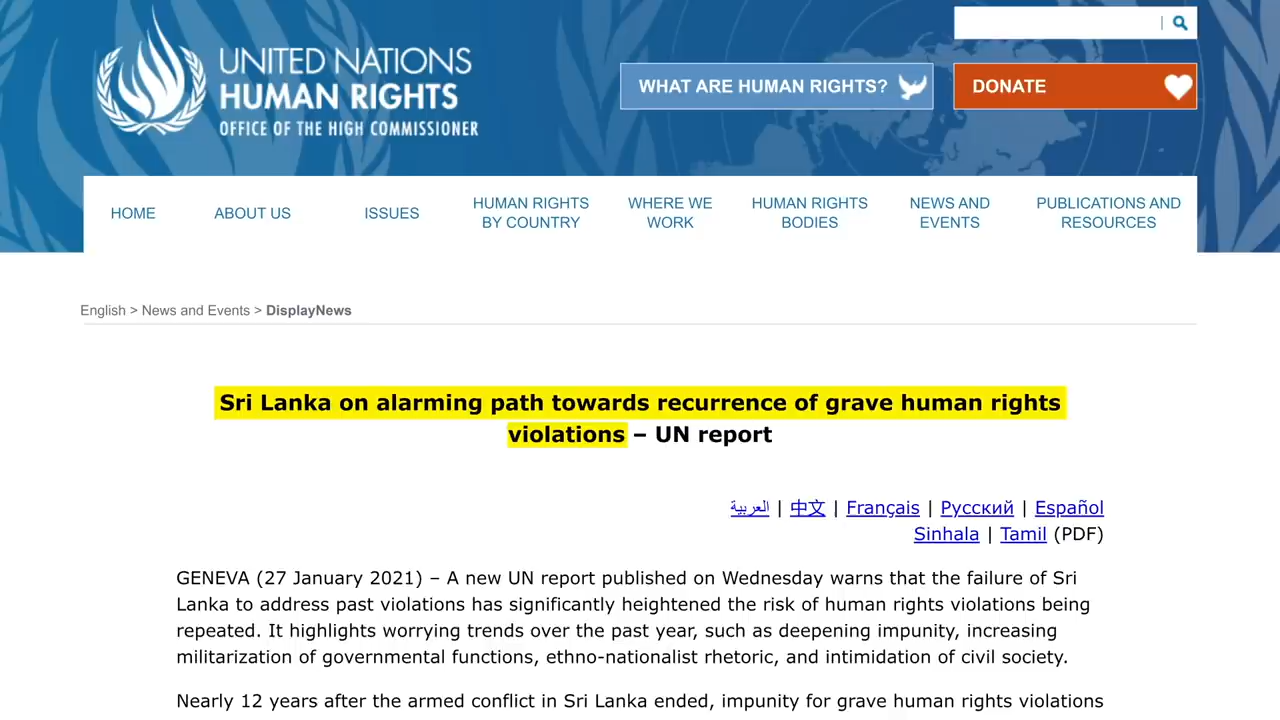 UNITED NATIONS
HUMAN RIGHTS
OFFICE OF THE HIGH COMMISSIONER
WHAT ARE HUMAN RIGHTS?
DONATE
HOME
ABOUT US
ISSUES
HUMAN RIGHTS
BY COUNTRY
WHERE WE
WORK
HUMAN RIGHTS
BODIES
NEWS AND
EVENTS
PUBLICATIONS AND
RESOURCES
English > News and Events > DisplayNews
Sri Lanka on alarming path towards recurrence of grave human rights
violations – UN report
العربية | 中文 | Français | Русский | Español
Sinhala | Tamil (PDF)
GENEVA (27 January 2021) – A new UN report published on Wednesday warns that the failure of Sri
Lanka to address past violations has significantly heightened the risk of human rights violations being
repeated. It highlights worrying trends over the past year, such as deepening impunity, increasing
militarization of governmental functions, ethno-nationalist rhetoric, and intimidation of civil society.
Nearly 12 years after the armed conflict in Sri Lanka ended, impunity for grave human rights violations